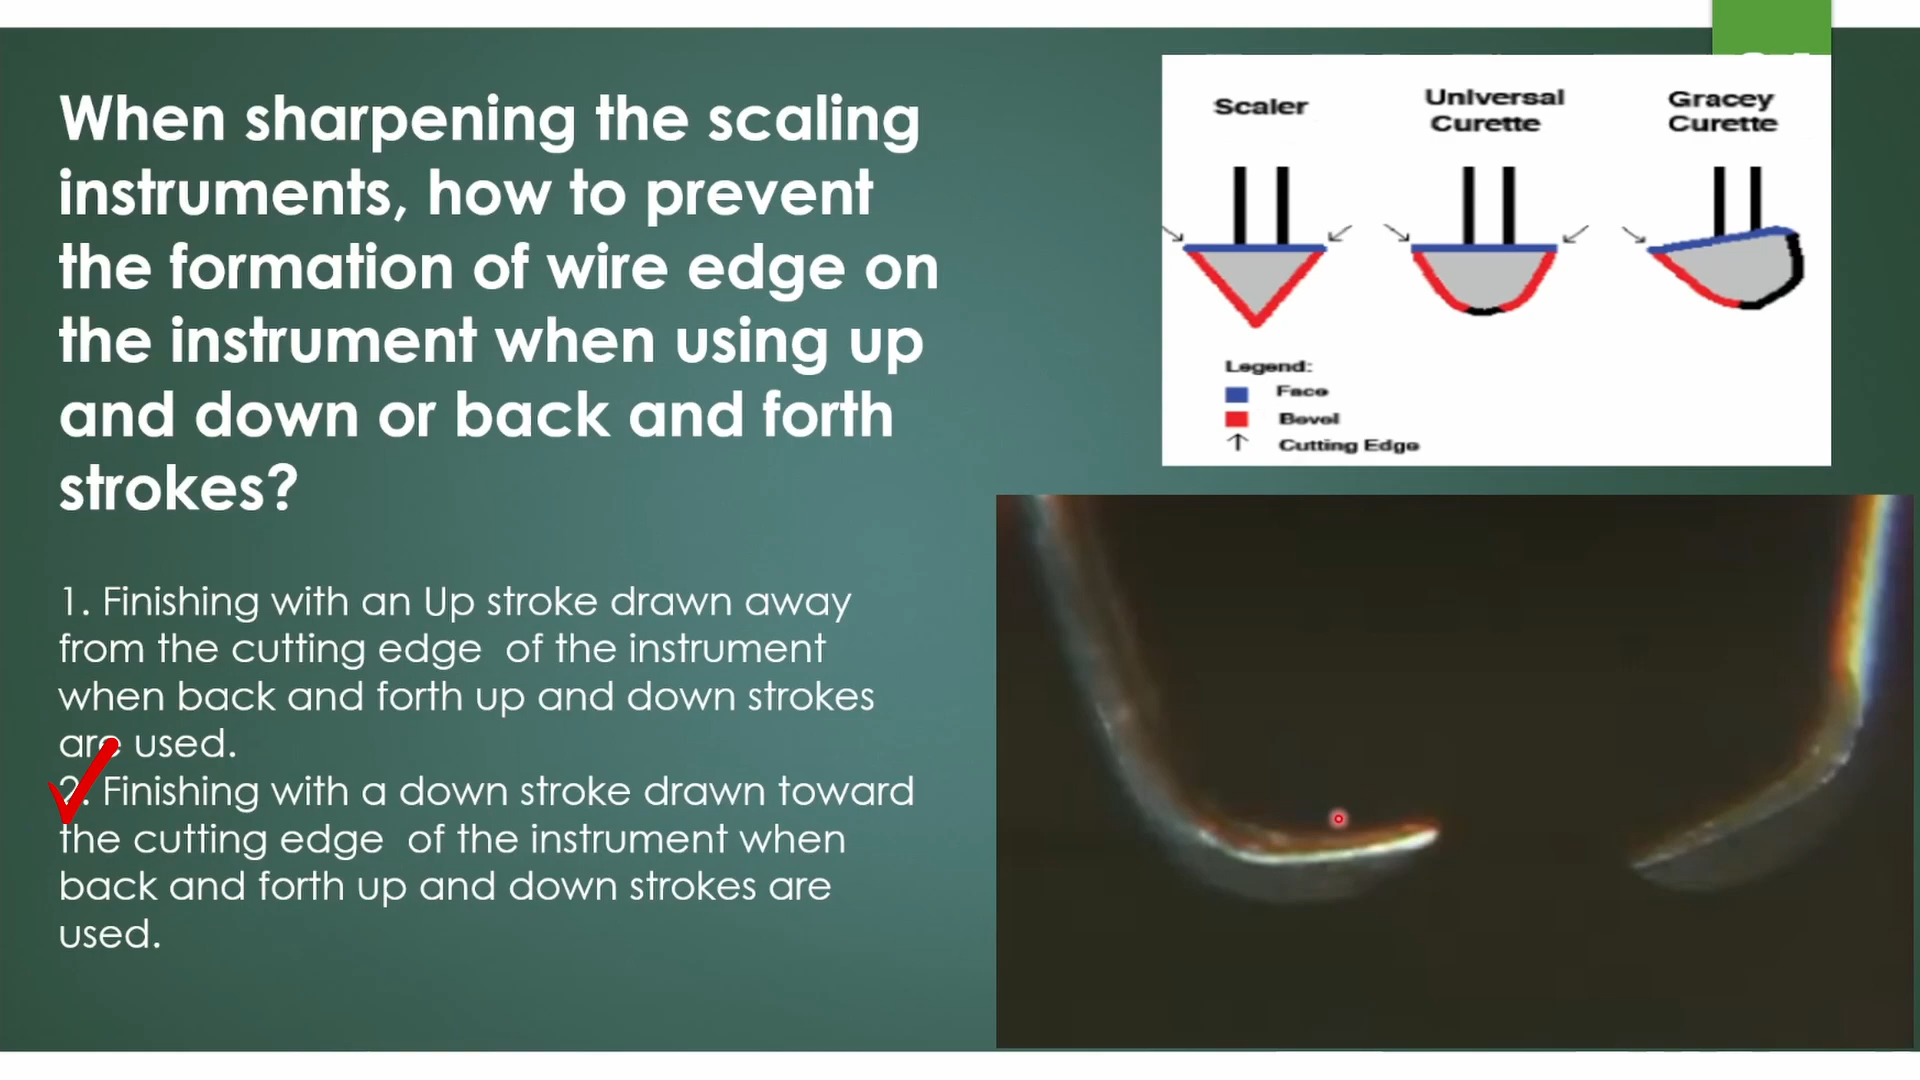 When sharpening the scaling
instruments, how to prevent
the formation of wire edge on
the instrument when using up
and down or back and forth
strokes?
1. Finishing with an Up stroke drawn away
from the cutting edge of the instrument
when back and forth up and down strokes
are used.
2. Finishing with a down stroke drawn toward
the cutting edge of the instrument when
back and forth up and down strokes are
used.
Scaler
Universal
Curette
Gracey
Curette
Legend:
Face
Bevel
Cutting Edge